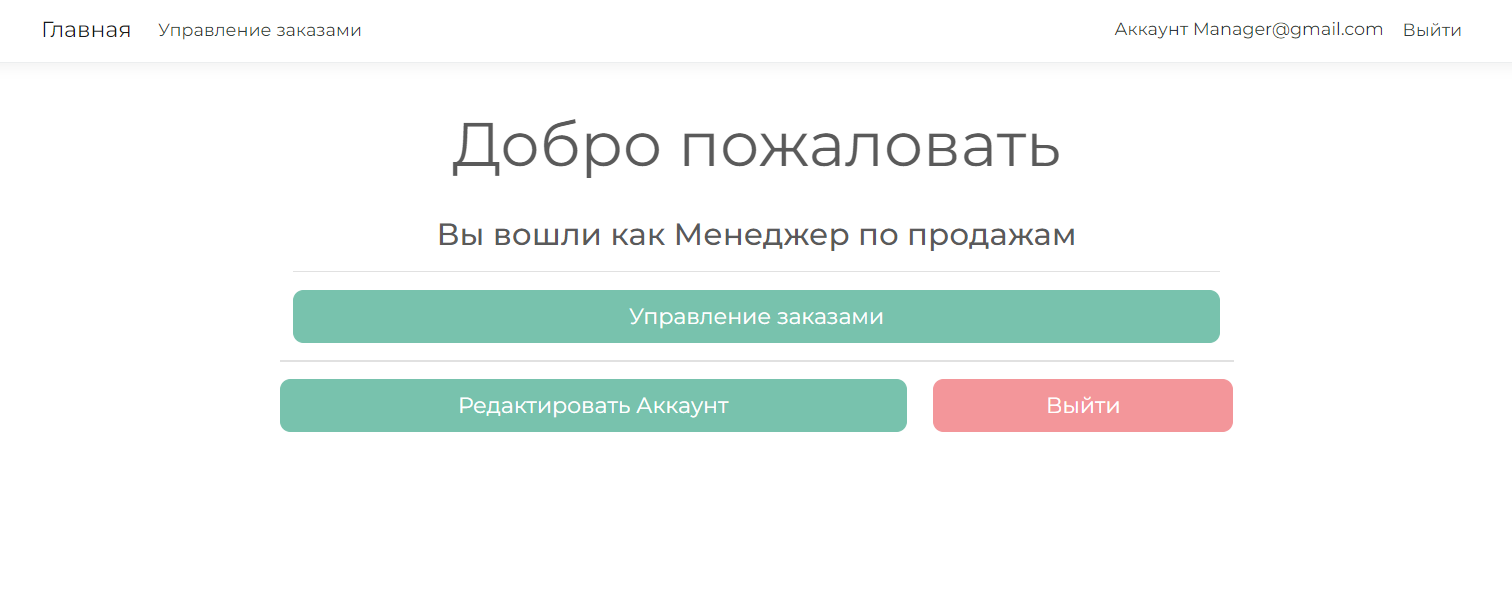 Главная Управление заказами Аккаунт Manager@gmail.com Выйти
Добро пожаловать
Вы вошли как Менеджер по продажам
Управление заказами
Редактировать Аккаунт Выйти